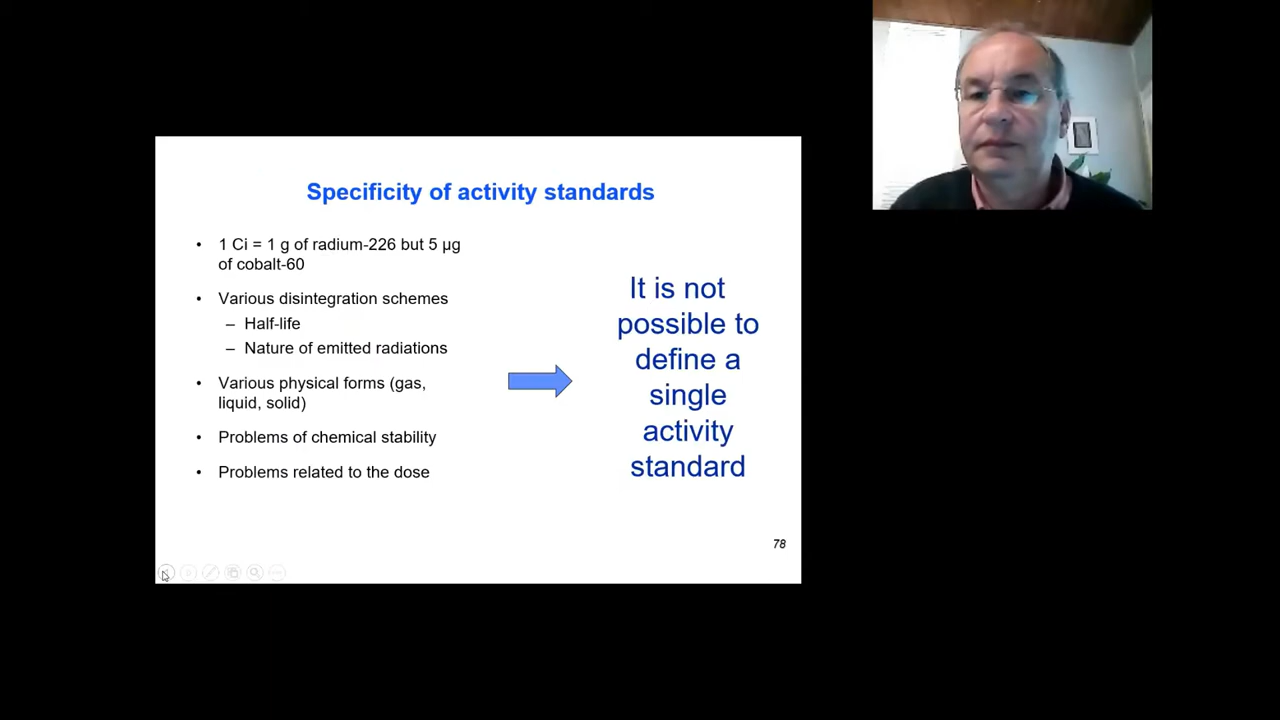 Specificity of activity standards
• 1 Ci = 1 g of radium-226 but 5 μg
of cobalt-60
• Various disintegration schemes
– Half-life
– Nature of emitted radiations
• Various physical forms (gas,
liquid, solid)
• Problems of chemical stability
• Problems related to the dose
It is not
possible to
define a
single
activity
standard
78